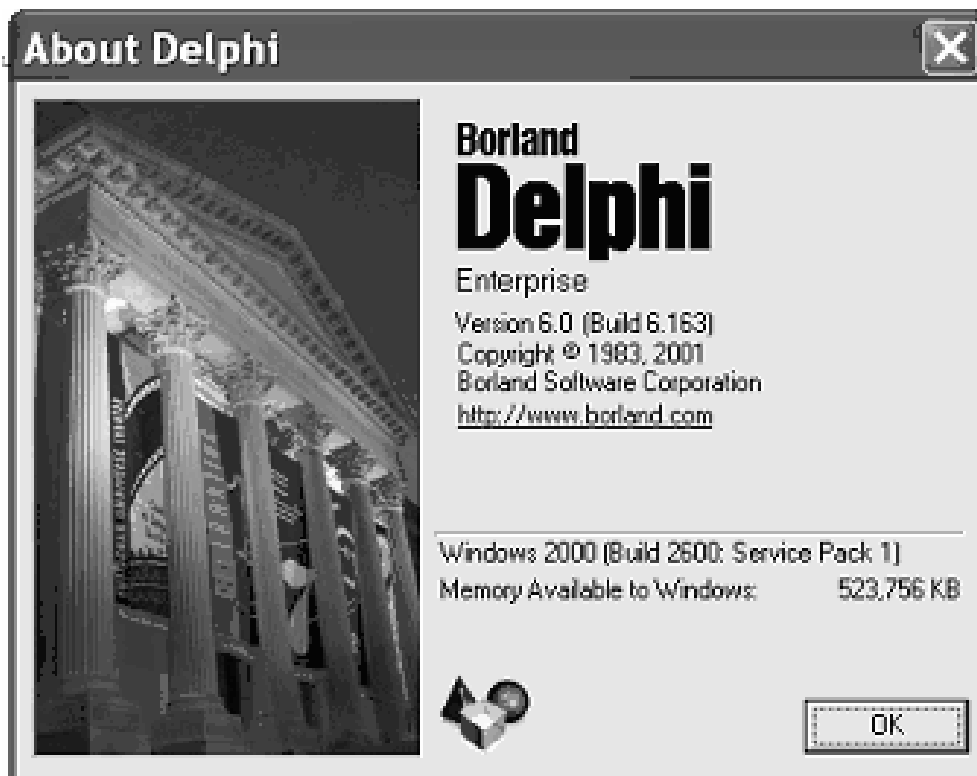 About Delphi
Borland
Delphi
Enterprise
Version 6.0 (Build 6.163)
Copyright © 1983, 2001
Borland Software Corporation
http://www.borland.com
Windows 2000 (Build 2600: Service Pack 1)
Memory Available to Windows: 523,756 KB
OK